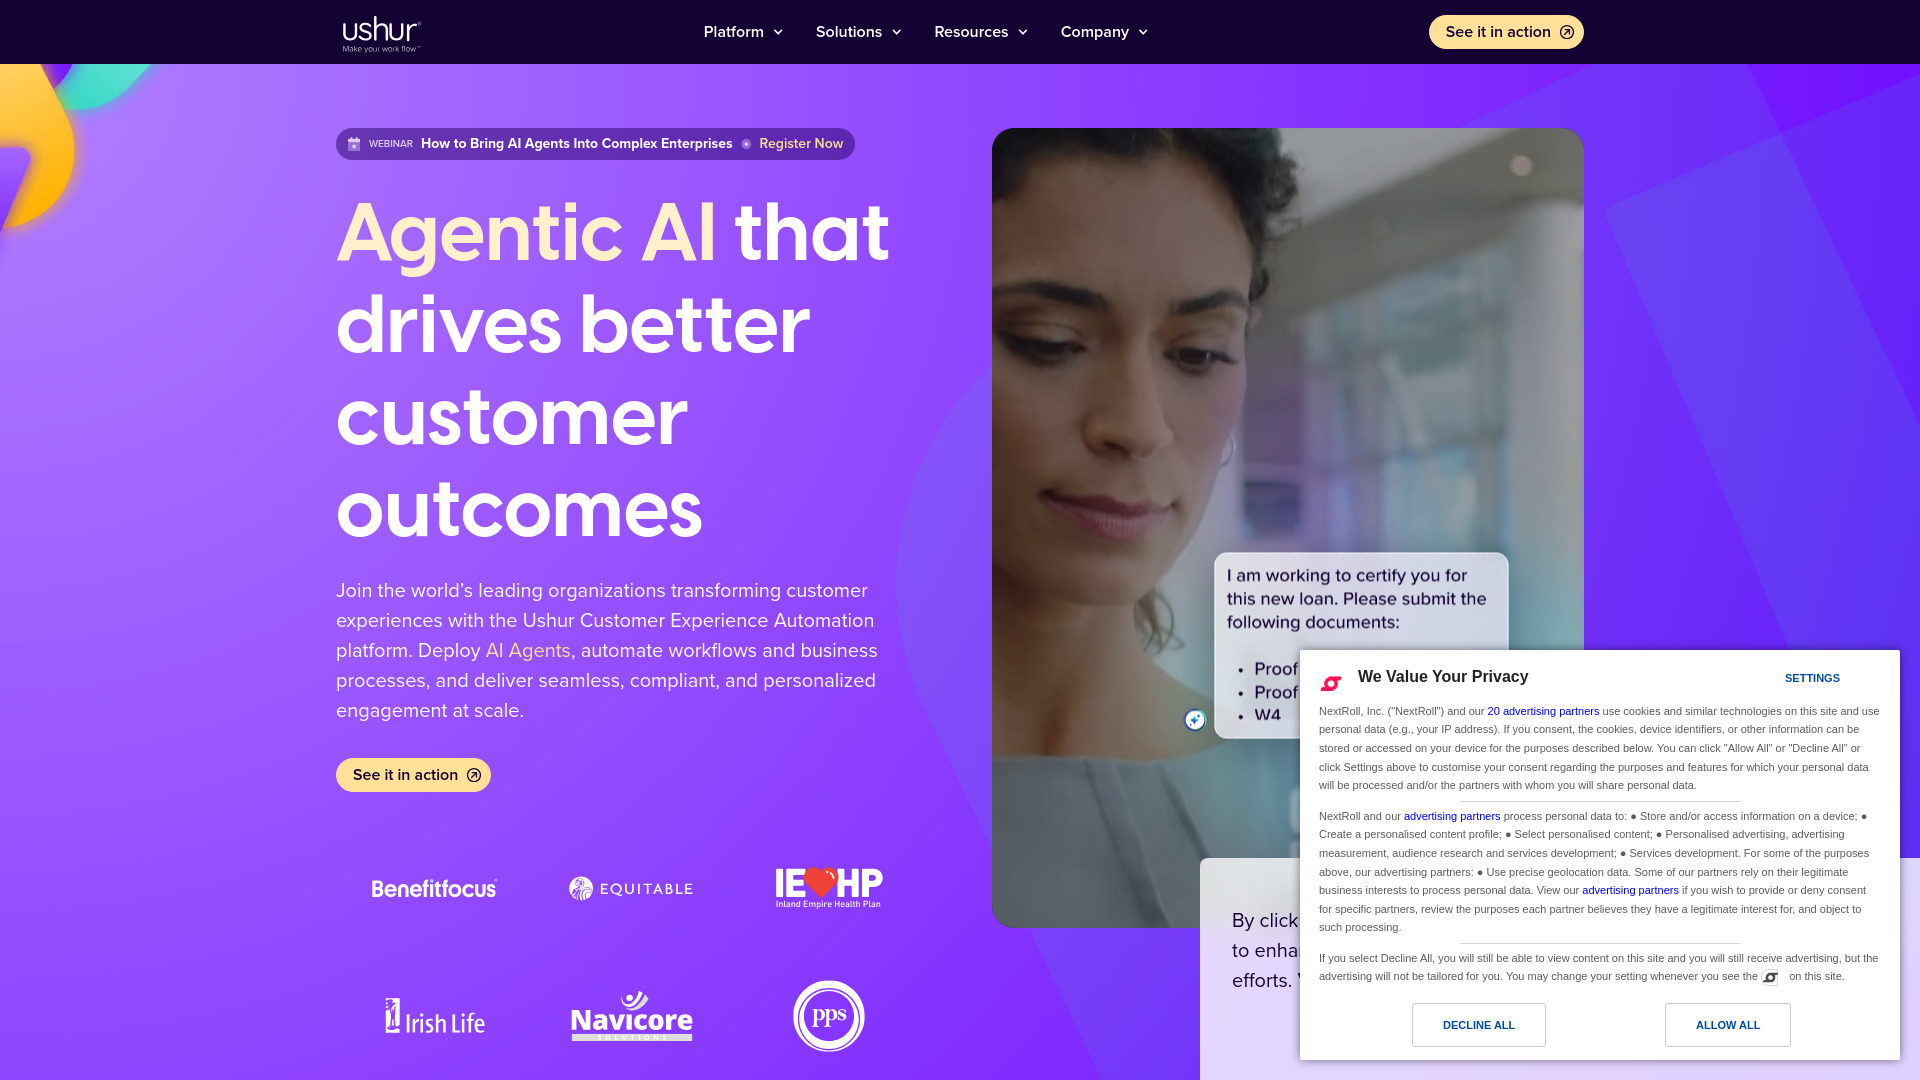 ushur
Make your work flow
Platform
Solutions
Resources
Company
See it in action
WEBINAR How to Bring AI Agents Into Complex Enterprises Register Now
Agentic AI that
drives better
customer
outcomes
Join the world’s leading organizations transforming customer
experiences with the Ushur Customer Experience Automation
platform. Deploy AI Agents, automate workflows and business
processes, and deliver seamless, compliant, and personalized
engagement at scale.
See it in action
Benefitfocus
EQUITABLE
IEHP
Inland Empire Health Plan
Irish Life
Navicore
SOLUTIONS
pps
I am working to certify you for
this new loan. Please submit the
following documents:
• Proof
• Proof
• W4
By click
to enha
efforts.
We Value Your Privacy
SETTINGS
NextRoll, Inc. ("NextRoll") and our 20 advertising partners use cookies and similar technologies on this site and use
personal data (e.g., your IP address). If you consent, the cookies, device identifiers, or other information can be
stored or accessed on your device for the purposes described below. You can click "Allow All" or "Decline All" or
click Settings above to customise your consent regarding the purposes and features for which your personal data
will be processed and/or the partners with whom you will share personal data.
NextRoll and our advertising partners process personal data to: ● Store and/or access information on a device; ●
Create a personalised content profile; ● Select personalised content; ● Personalised advertising, advertising
measurement, audience research and services development; ● Services development. For some of the purposes
above, our advertising partners: ● Use precise geolocation data. Some of our partners rely on their legitimate
business interests to process personal data. View our advertising partners if you wish to provide or deny consent
for specific partners, review the purposes each partner believes they have a legitimate interest for, and object to
such processing.
If you select Decline All, you will still be able to view content on this site and you will still receive advertising, but the
advertising will not be tailored for you. You may change your setting whenever you see the on this site.
DECLINE ALL
ALLOW ALL